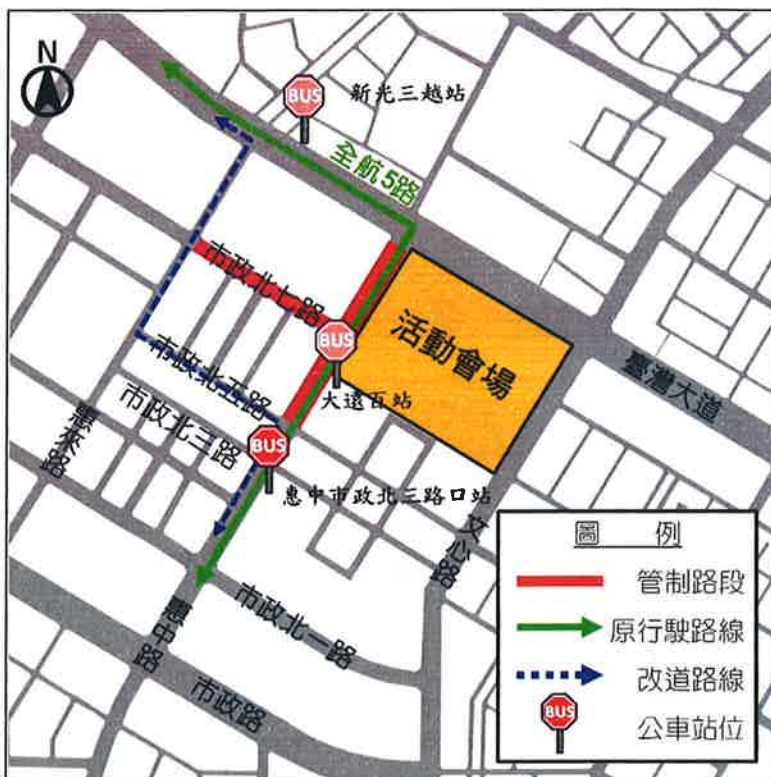 N
BUS
新光三越站
全航5路
市政北七路
BUS
活動會場
大遠百站
臺灣大道
市政北五路
市政北三路
BUS
惠來路
惠中市政北三路口站
文心路
市政北一路
惠中路
市政路
圖 例
管制路段
原行駛路線
改道路線
BUS
公車站位